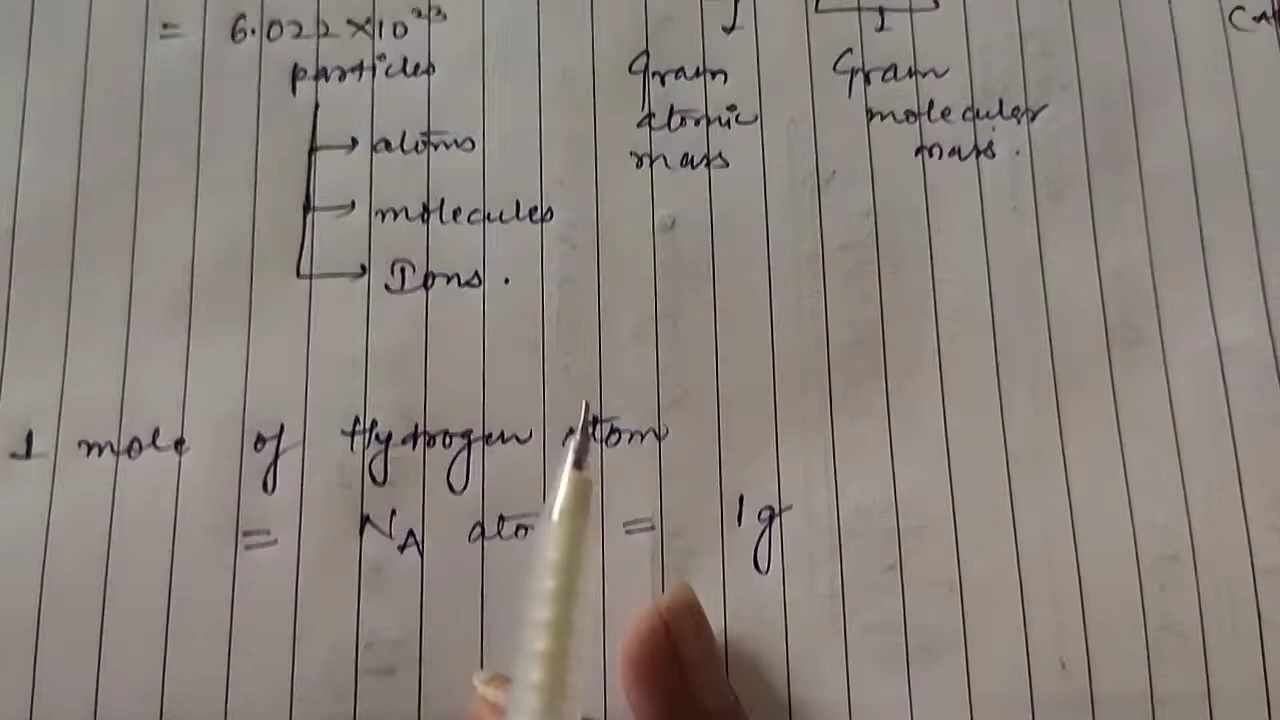 = 6.022 × 10²³
particles
→ atoms
→ molecules
→ Ions.
Gram
atomic
mass
Gram
molecular
mass.
1 mole of Hydrogen atom
= Nᴀ = 1g